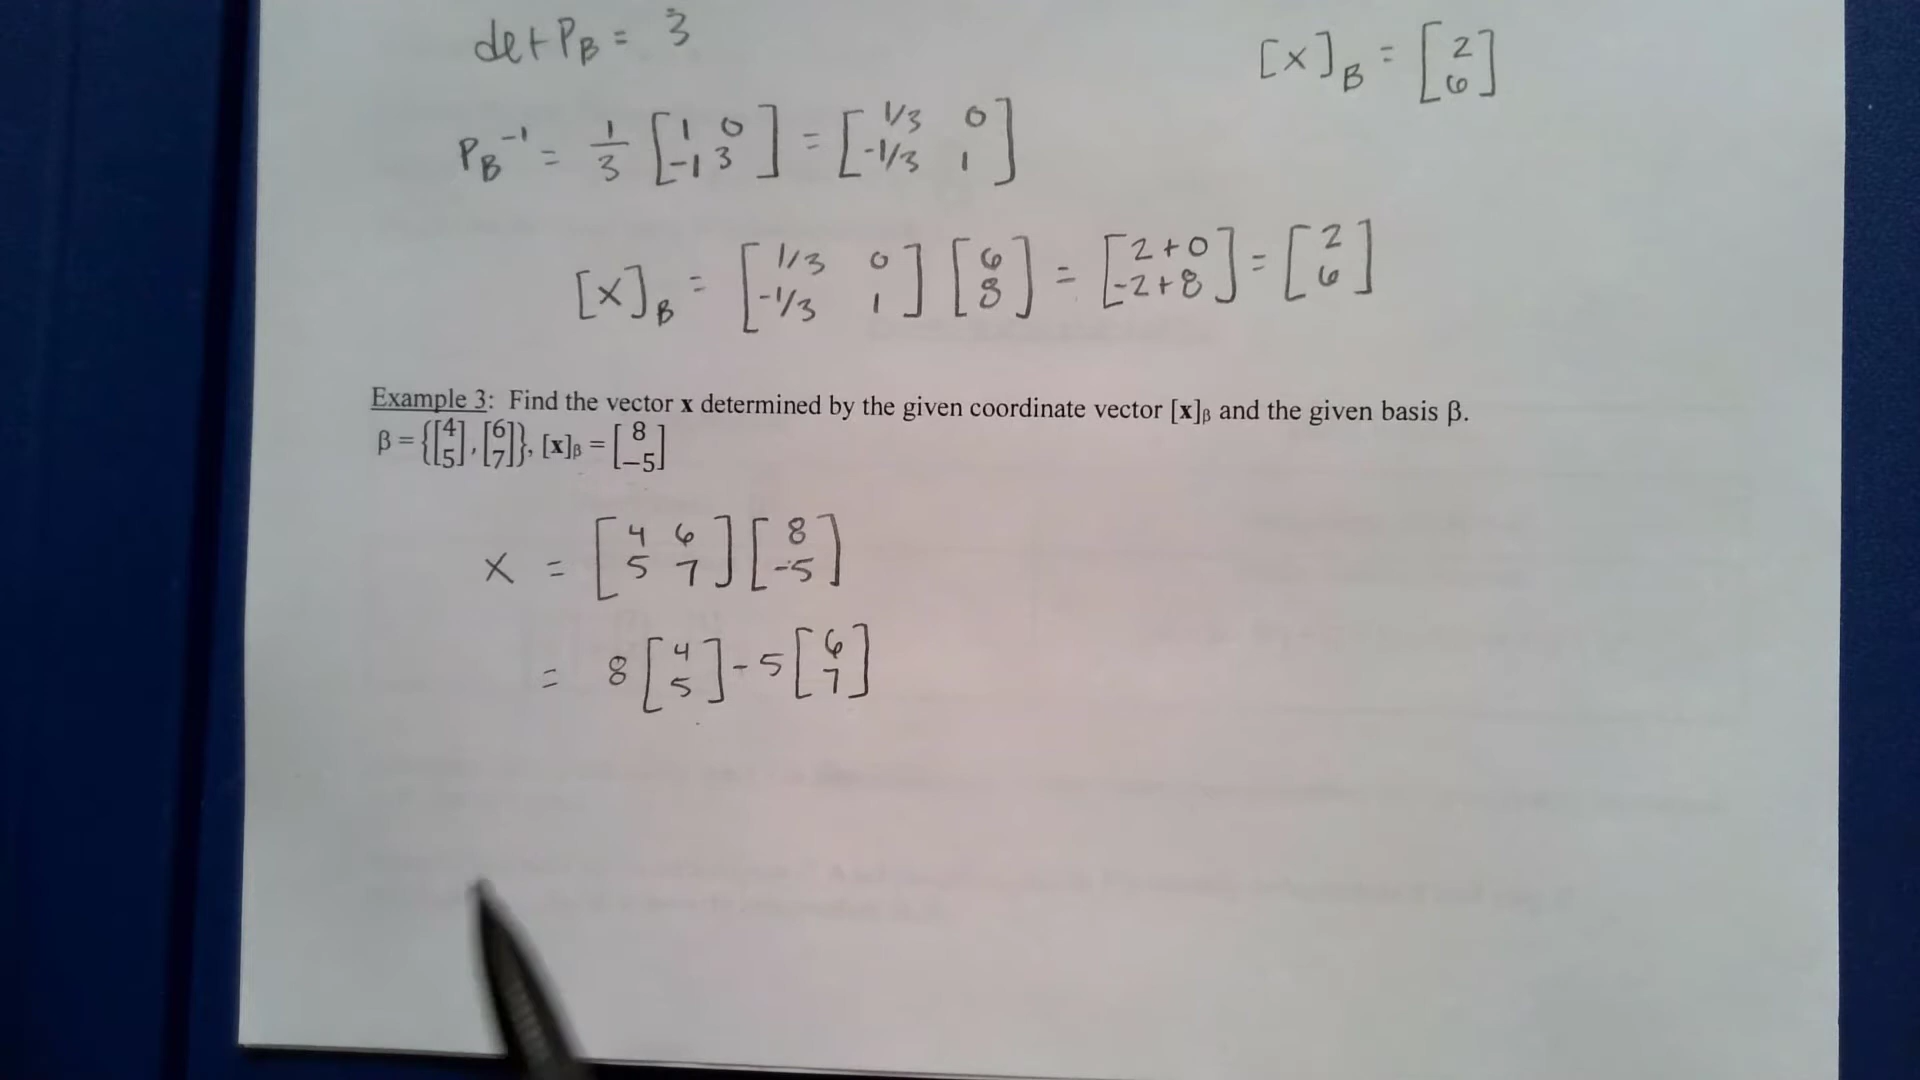 det P_B = 3
[x]_B = [2; 6]
P_B⁻¹ = 1/3 [1 0; -1 3] = [1/3 0; -1/3 1]
[x]_B = [1/3 0; -1/3 1] [6; 8] = [2+0; -2+8] = [2; 6]
Example 3: Find the vector x determined by the given coordinate vector [x]β and the given basis β.
β = {[4; 5], [6; 7]}, [x]β = [8; −5]
x = [4 6; 5 7] [8; -5]
= 8[4; 5] - 5[6; 7]